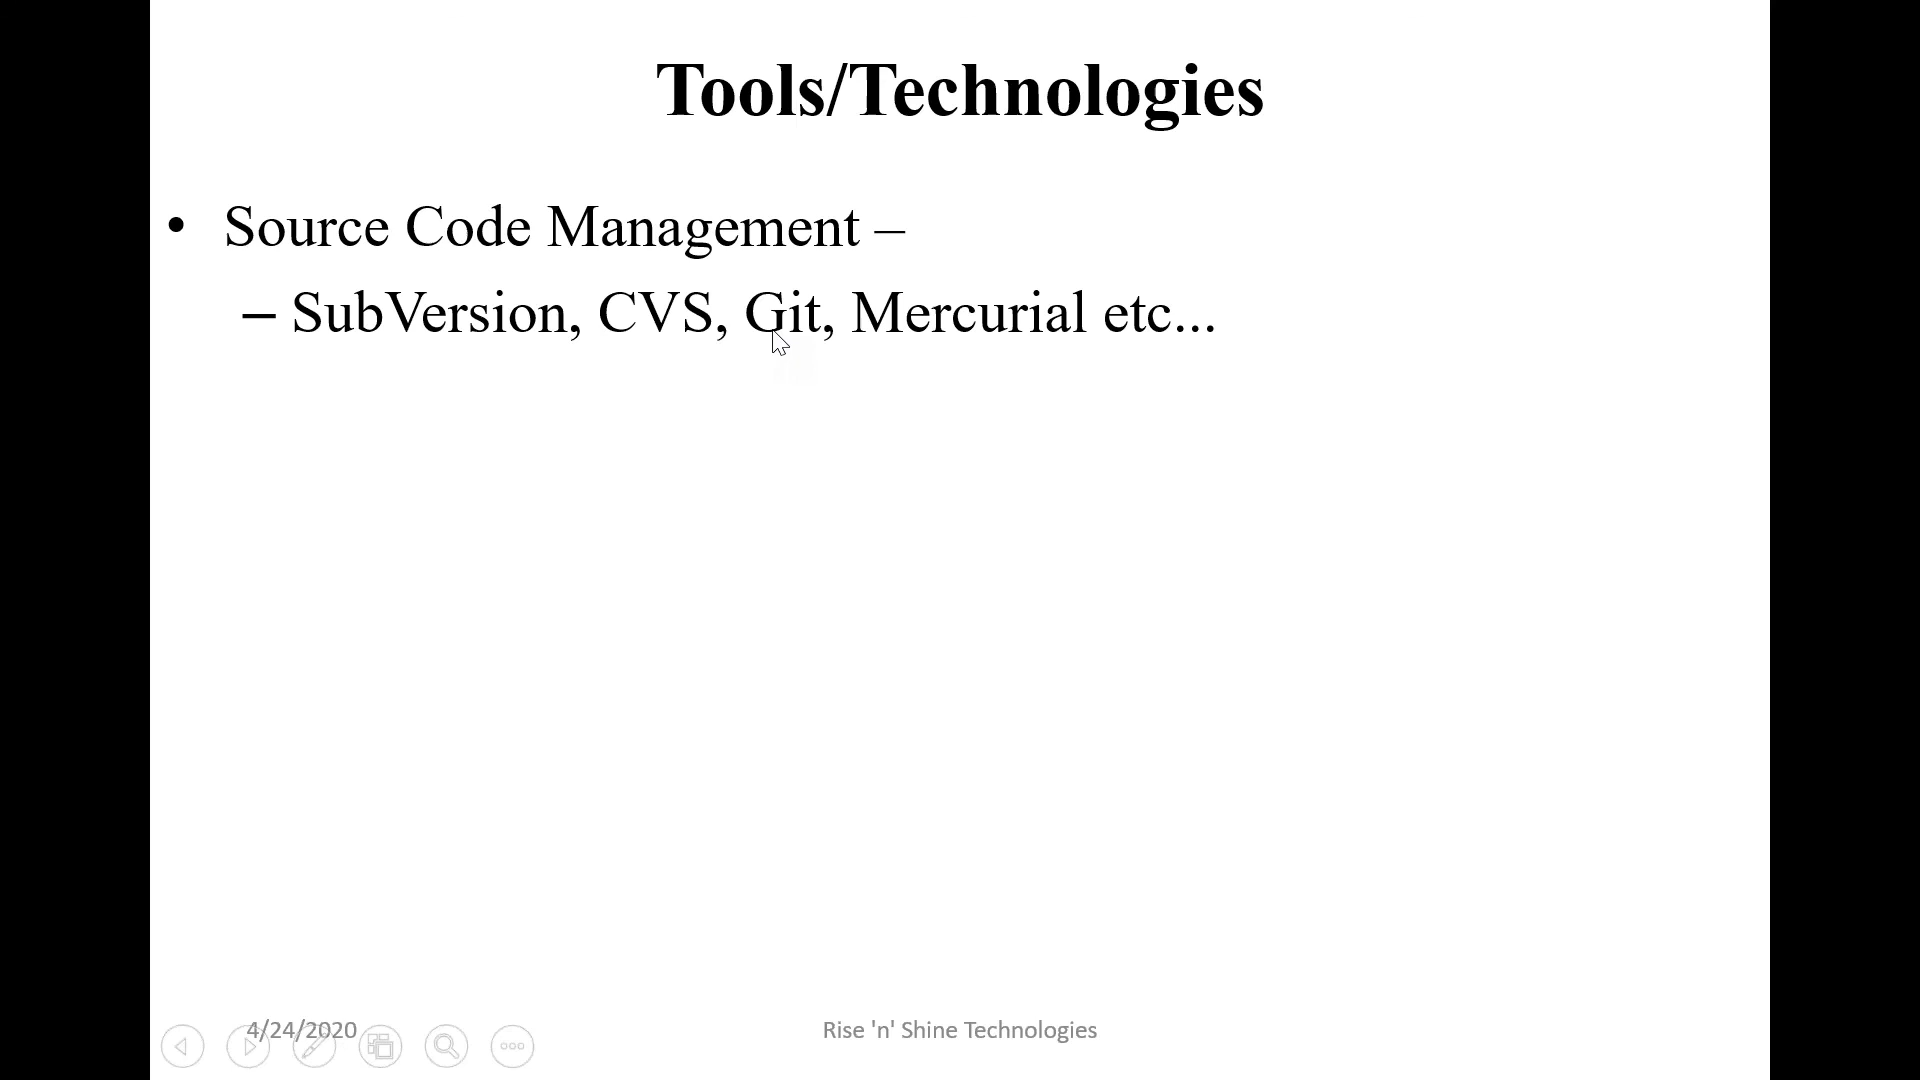 Tools/Technologies
• Source Code Management –
– SubVersion, CVS, Git, Mercurial etc...
4/24/2020
Rise 'n' Shine Technologies